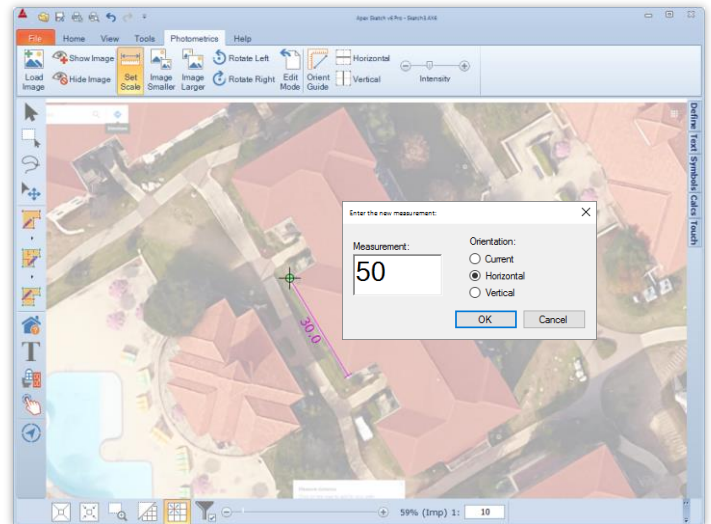 Apex Sketch v6 Pro - Sketch1.AX6
File Home View Tools Photometrics Help
Load Image
Show Image
Hide Image
Set Scale
Image Smaller
Image Larger
Rotate Left
Rotate Right
Edit Mode
Orient Guide
Horizontal
Vertical
Intensity
Define Text Symbols Calcs Touch
Enter the new measurement:
Measurement:
50
Orientation:
Current
Horizontal
Vertical
OK Cancel
30.0
T
59% (Imp) 1: 10